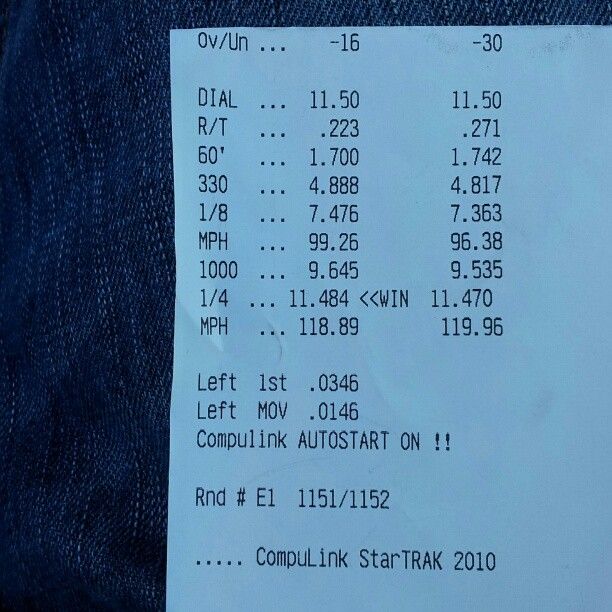 Ov/Un ... -16 -30
DIAL ... 11.50 11.50
R/T ... .223 .271
60' ... 1.700 1.742
330 ... 4.888 4.817
1/8 ... 7.476 7.363
MPH ... 99.26 96.38
1000 ... 9.645 9.535
1/4 ... 11.484 <<WIN 11.470
MPH ... 118.89 119.96
Left 1st .0346
Left MOV .0146
Compulink AUTOSTART ON !!
Rnd # E1 1151/1152
..... CompuLink StarTRAK 2010